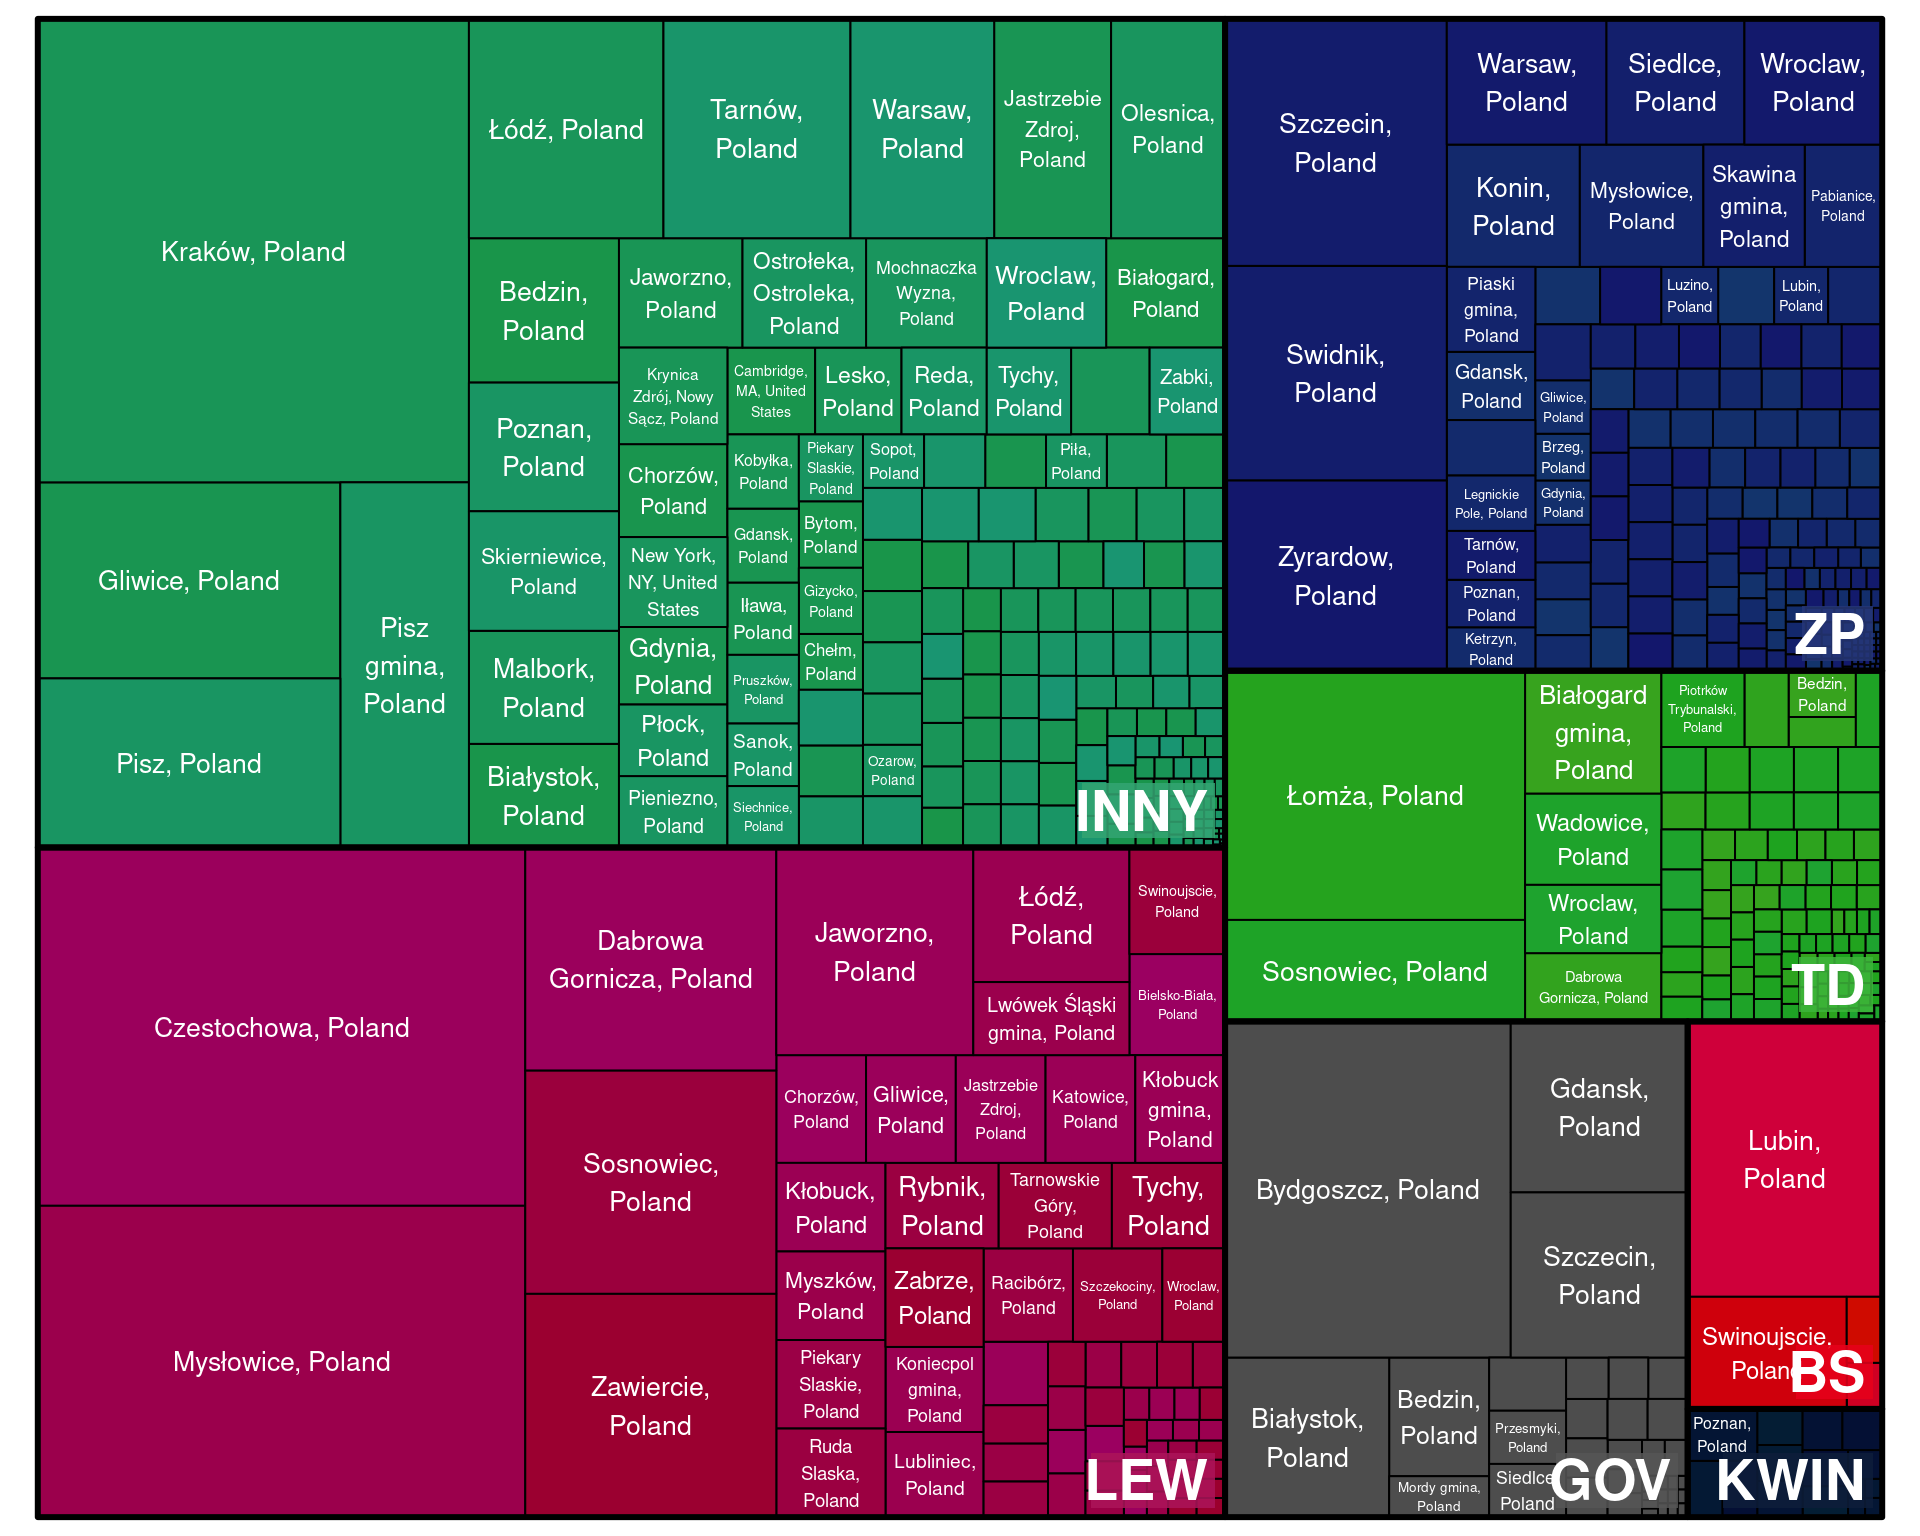 Kraków, Poland
Gliwice, Poland
Pisz, Poland
Pisz
gmina,
Poland
Łódź, Poland
Tarnów,
Poland
Warsaw,
Poland
Jastrzebie
Zdroj,
Poland
Olesnica,
Poland
Bedzin,
Poland
Poznan,
Poland
Skierniewice,
Poland
Malbork,
Poland
Białystok,
Poland
Jaworzno,
Poland
Ostrołeka,
Ostroleka,
Poland
Mochnaczka
Wyzna,
Poland
Wroclaw,
Poland
Białogard,
Poland
Krynica
Zdrój, Nowy
Sącz, Poland
Chorzów,
Poland
New York,
NY, United
States
Gdynia,
Poland
Płock,
Poland
Pieniezno,
Poland
Cambridge,
MA, United
States
Lesko,
Poland
Reda,
Poland
Tychy,
Poland
Zabki,
Poland
Kobyłka,
Poland
Gdansk,
Poland
Iława,
Poland
Pruszków,
Poland
Sanok,
Poland
Siechnice,
Poland
Piekary
Slaskie,
Poland
Bytom,
Poland
Gizycko,
Poland
Chełm,
Poland
Sopot,
Poland
Piła,
Poland
Ozarow,
Poland
INNY
Szczecin,
Poland
Swidnik,
Poland
Zyrardow,
Poland
Warsaw,
Poland
Siedlce,
Poland
Wroclaw,
Poland
Konin,
Poland
Mysłowice,
Poland
Skawina
gmina,
Poland
Pabianice,
Poland
Piaski
gmina,
Poland
Gdansk,
Poland
Legnickie
Pole, Poland
Tarnów,
Poland
Poznan,
Poland
Ketrzyn,
Poland
Luzino,
Poland
Lubin,
Poland
Gliwice,
Poland
Brzeg,
Poland
Gdynia,
Poland
ZP
Łomża, Poland
Sosnowiec, Poland
Białogard
gmina,
Poland
Wadowice,
Poland
Wroclaw,
Poland
Dabrowa
Gornicza, Poland
Piotrków
Trybunalski,
Poland
Bedzin,
Poland
TD
Czestochowa, Poland
Mysłowice, Poland
Dabrowa
Gornicza, Poland
Sosnowiec,
Poland
Zawiercie,
Poland
Jaworzno,
Poland
Łódź,
Poland
Lwówek Śląski
gmina, Poland
Swinoujscie,
Poland
Bielsko-Biała,
Poland
Chorzów,
Poland
Gliwice,
Poland
Jastrzebie
Zdroj,
Poland
Katowice,
Poland
Kłobuck
gmina,
Poland
Kłobuck,
Poland
Myszków,
Poland
Piekary
Slaskie,
Poland
Ruda
Slaska,
Poland
Rybnik,
Poland
Tarnowskie
Góry,
Poland
Tychy,
Poland
Zabrze,
Poland
Koniecpol
gmina,
Poland
Lubliniec,
Poland
Racibórz,
Poland
Szczekociny,
Poland
Wroclaw,
Poland
LEW
Bydgoszcz, Poland
Gdansk,
Poland
Szczecin,
Poland
Białystok,
Poland
Bedzin,
Poland
Mordy gmina,
Poland
Przesmyki,
Poland
Siedlce
Poland
GOV
Lubin,
Poland
Swinoujscie.
Poland
BS
Poznan,
Poland
KWIN